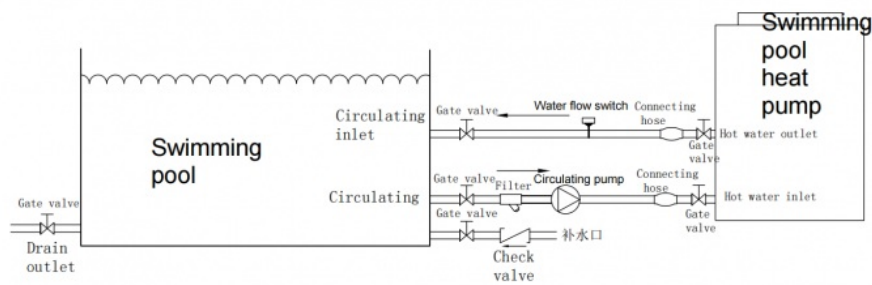 Swimming
pool
heat
pump
Gate valve
Water flow switch
Connecting
hose
Circulating
inlet
Hot water outlet
Gate
valve
Swimming
pool
Gate valve
Circulating pump
Connecting
hose
Filter
Circulating
Hot water inlet
Gate valve
Gate valve
Gate
valve
补水口
Drain
outlet
Check
valve